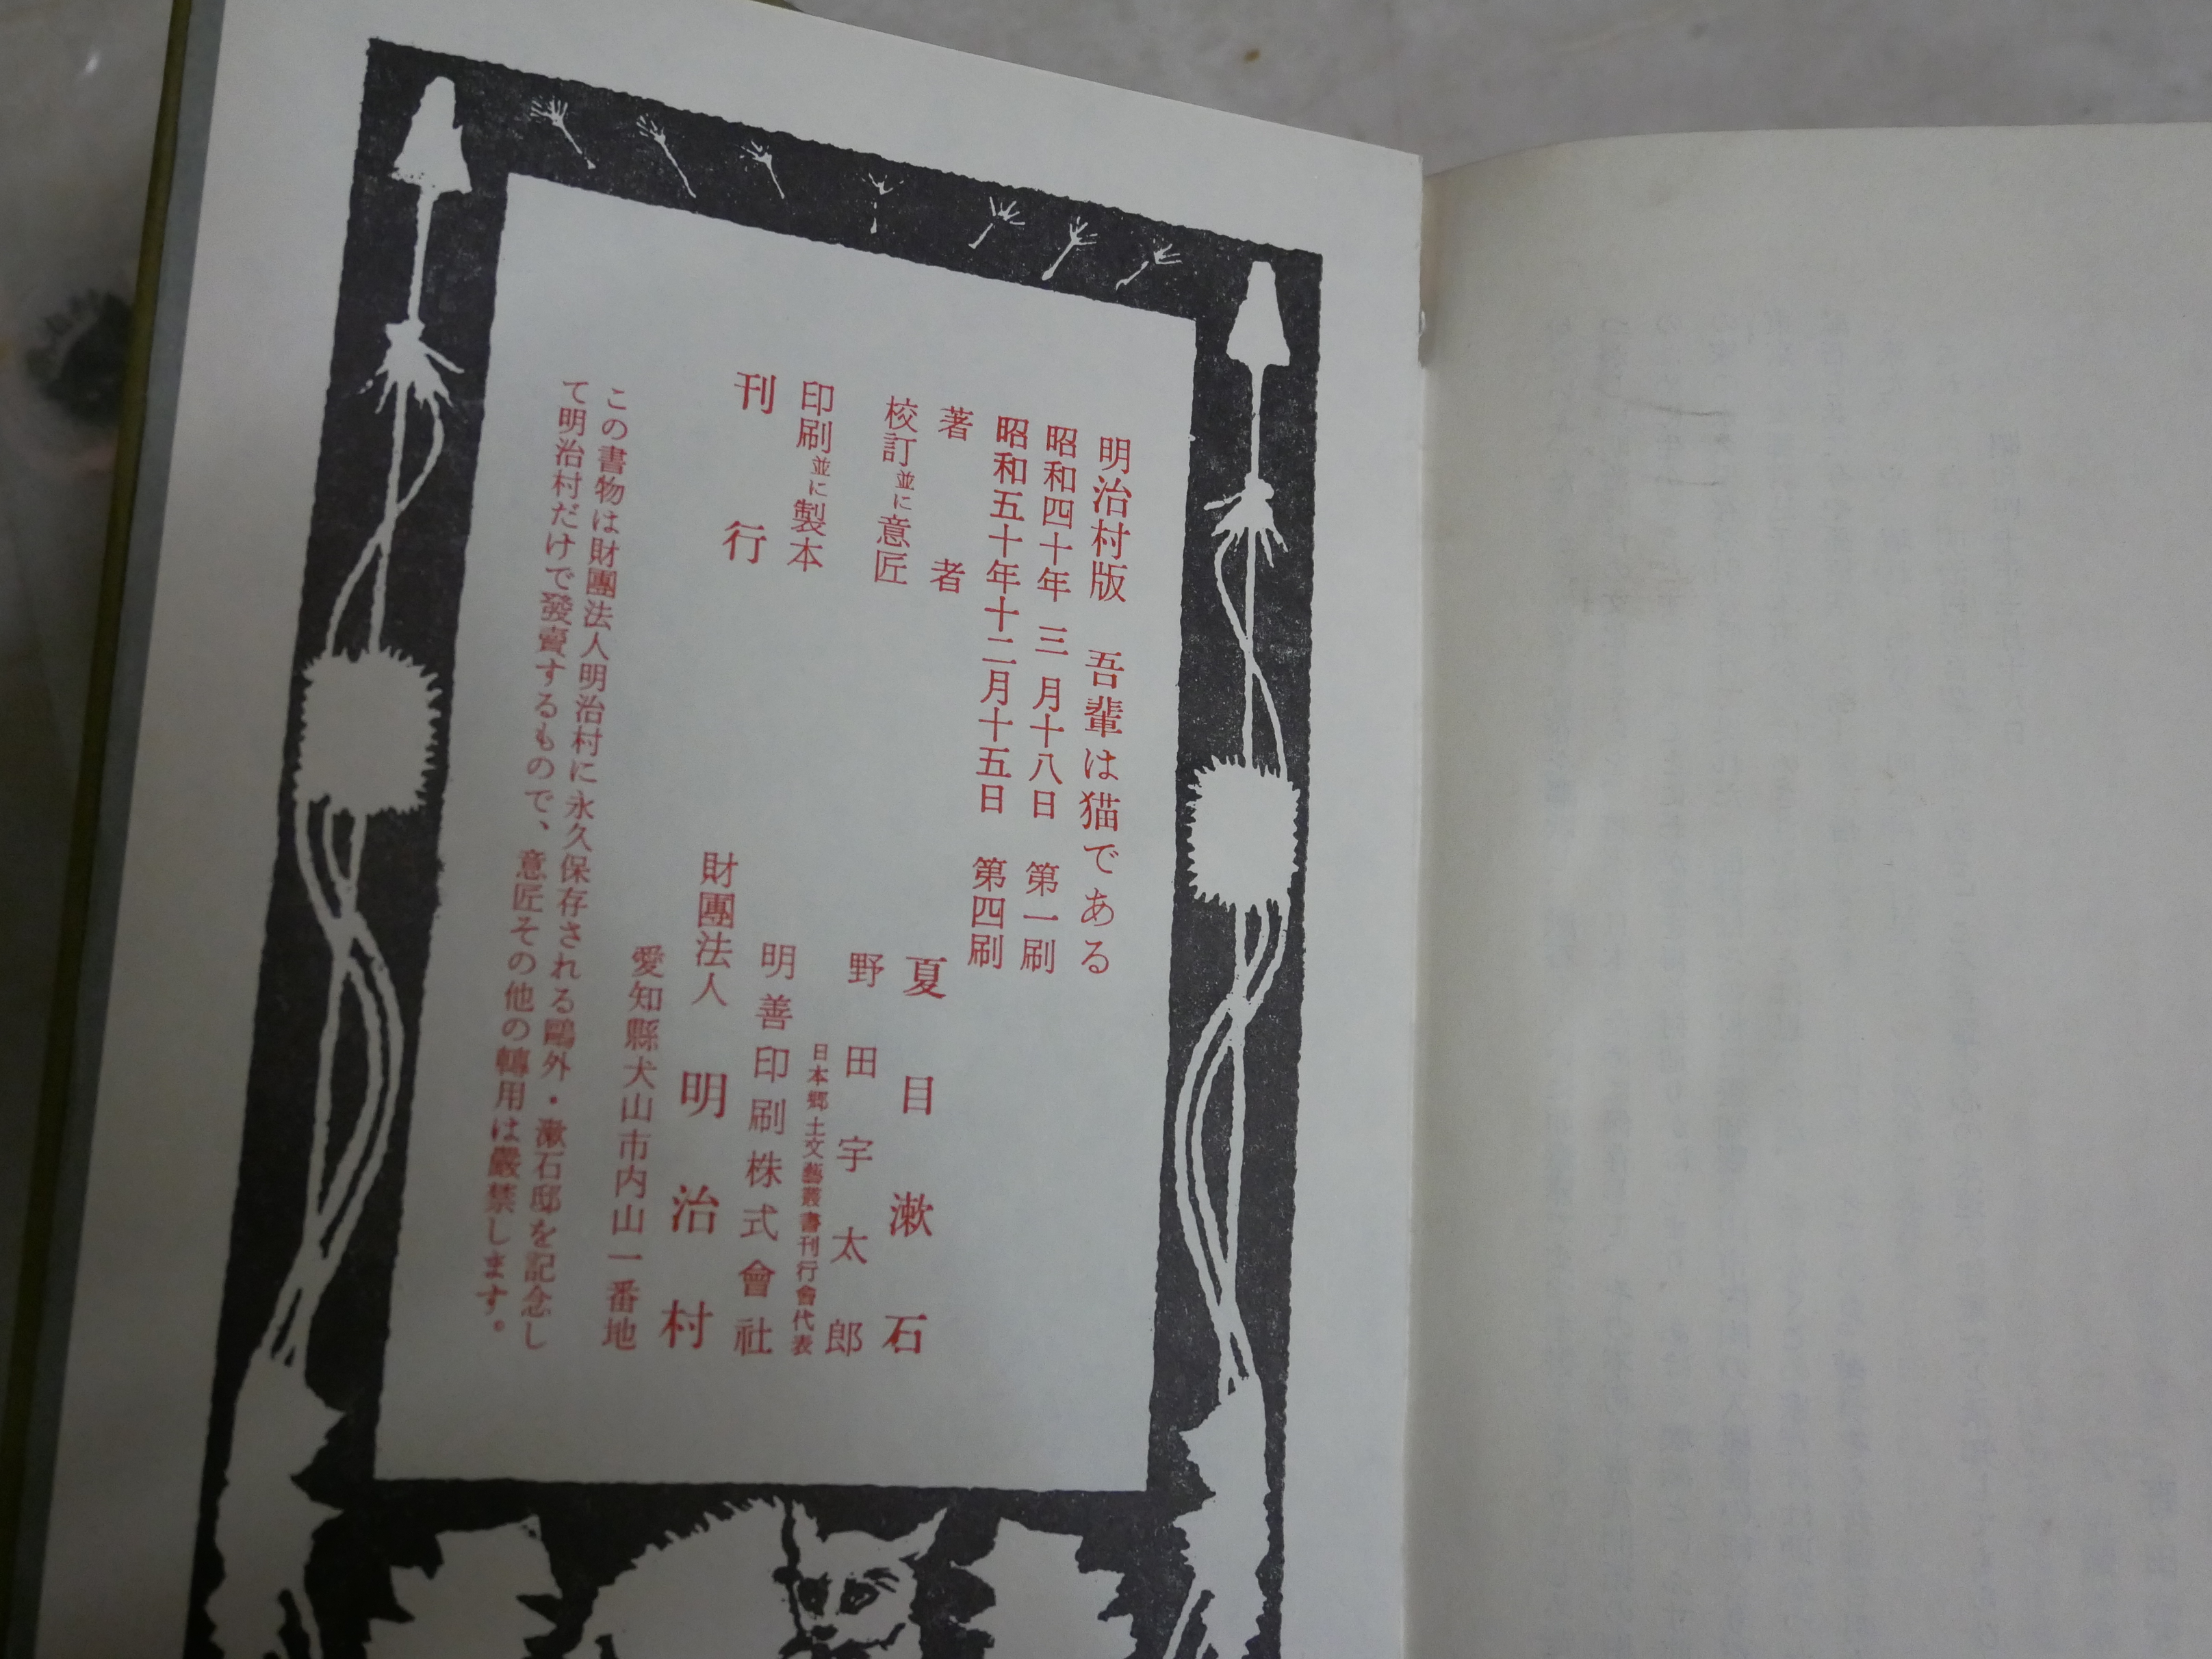 明治村版　吾輩は猫である
昭和四十年　三月十八日　第一刷
昭和五十年十二月十五日　第四刷
著者　夏目漱石
校訂並に意匠　野田宇太郎
日本郷土文藝叢書刊行會代表
印刷並に製本　明善印刷株式會社
刊行　財團法人　明治村
愛知縣犬山市内山一番地
この書物は財團法人明治村に永久保存される鷗外・漱石邸を記念し
て明治村だけで發賣するもので、意匠その他の轉用は嚴禁します。